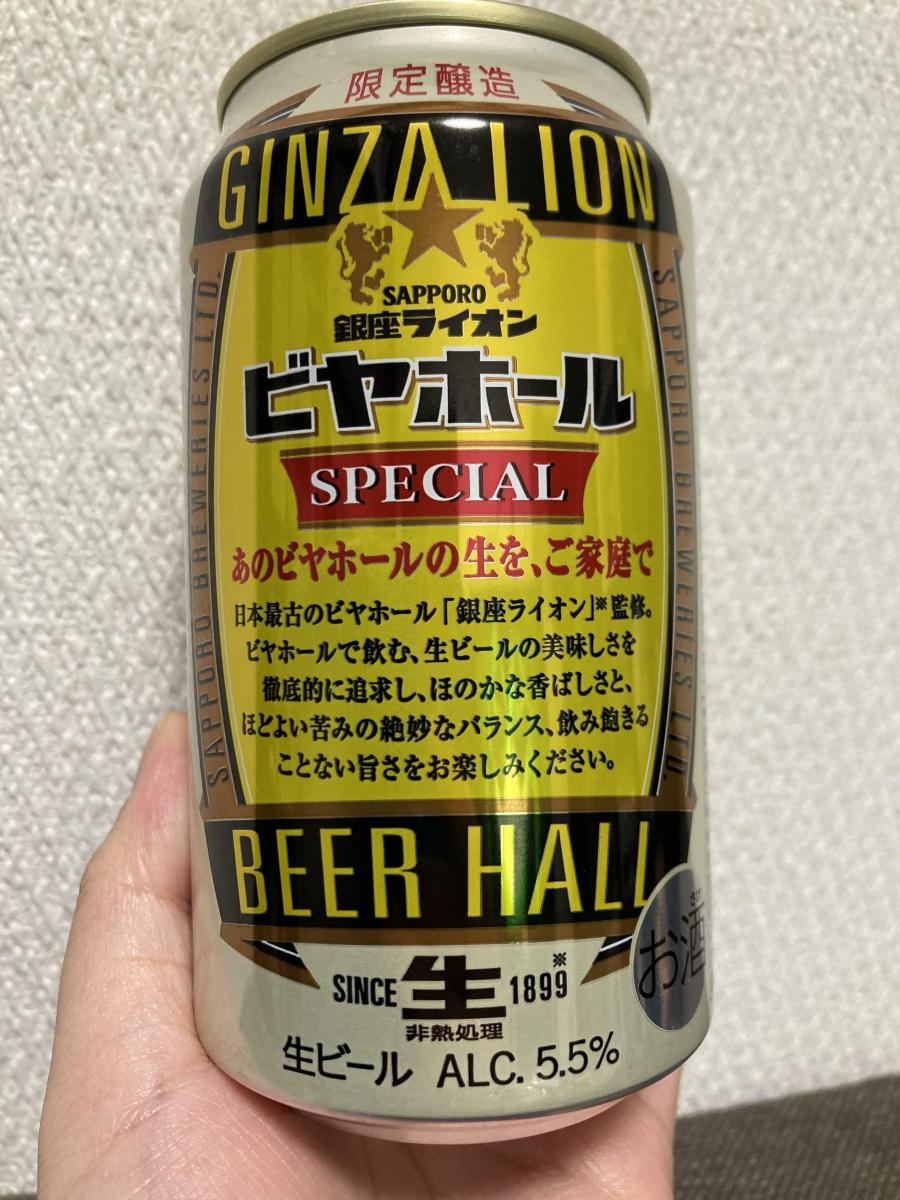 限定醸造
GINZA LION
SAPPORO
銀座ライオン
ビヤホール
SPECIAL
あのビヤホールの生を、ご家庭で
日本最古のビヤホール「銀座ライオン」※監修。
ビヤホールで飲む、生ビールの美味しさを
徹底的に追求し、ほのかな香ばしさと、
ほどよい苦みの絶妙なバランス、飲み飽きる
ことない旨さをお楽しみください。
SAPPORO BREWERIES LTD.
SAPPORO BREWERIES LTD.
BEER HALL
さけ
お酒
SINCE 生 1899※
非熱処理
生ビール ALC. 5.5%